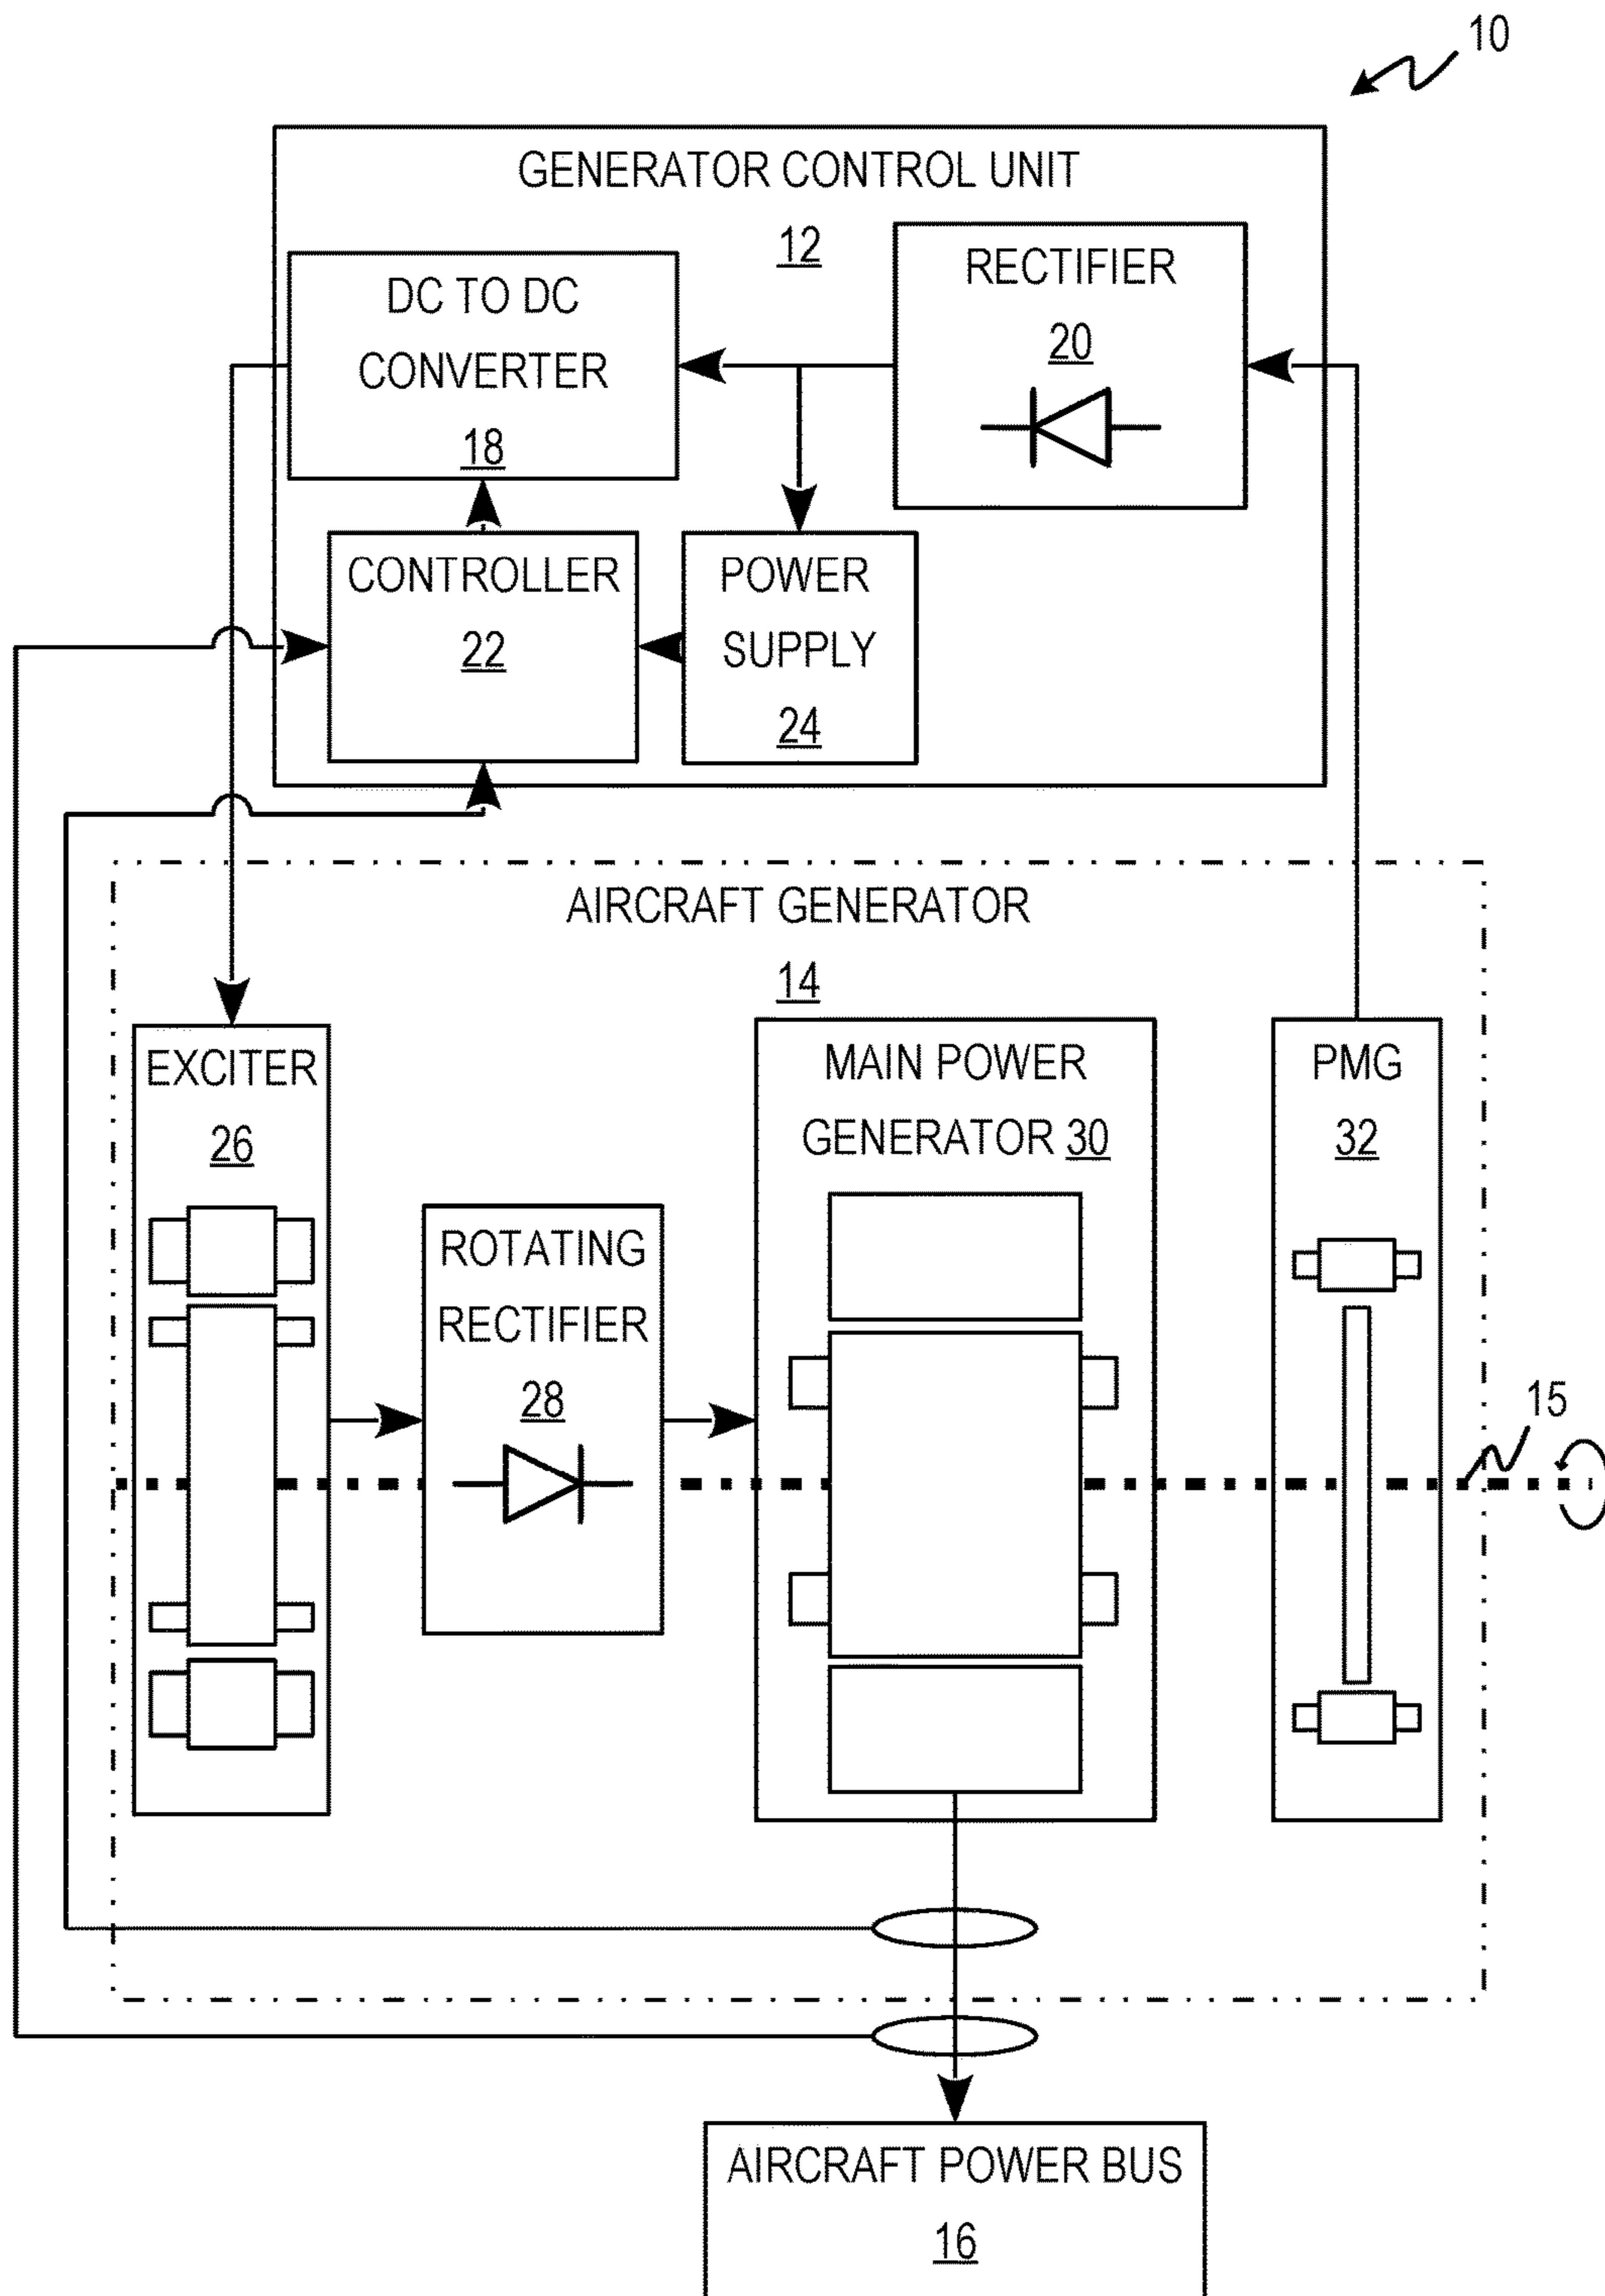 10
GENERATOR CONTROL UNIT
12
DC TO DC
CONVERTER
18
RECTIFIER
20
CONTROLLER
22
POWER
SUPPLY
24
AIRCRAFT GENERATOR
14
EXCITER
26
ROTATING
RECTIFIER
28
MAIN POWER
GENERATOR 30
PMG
32
15
AIRCRAFT POWER BUS
16